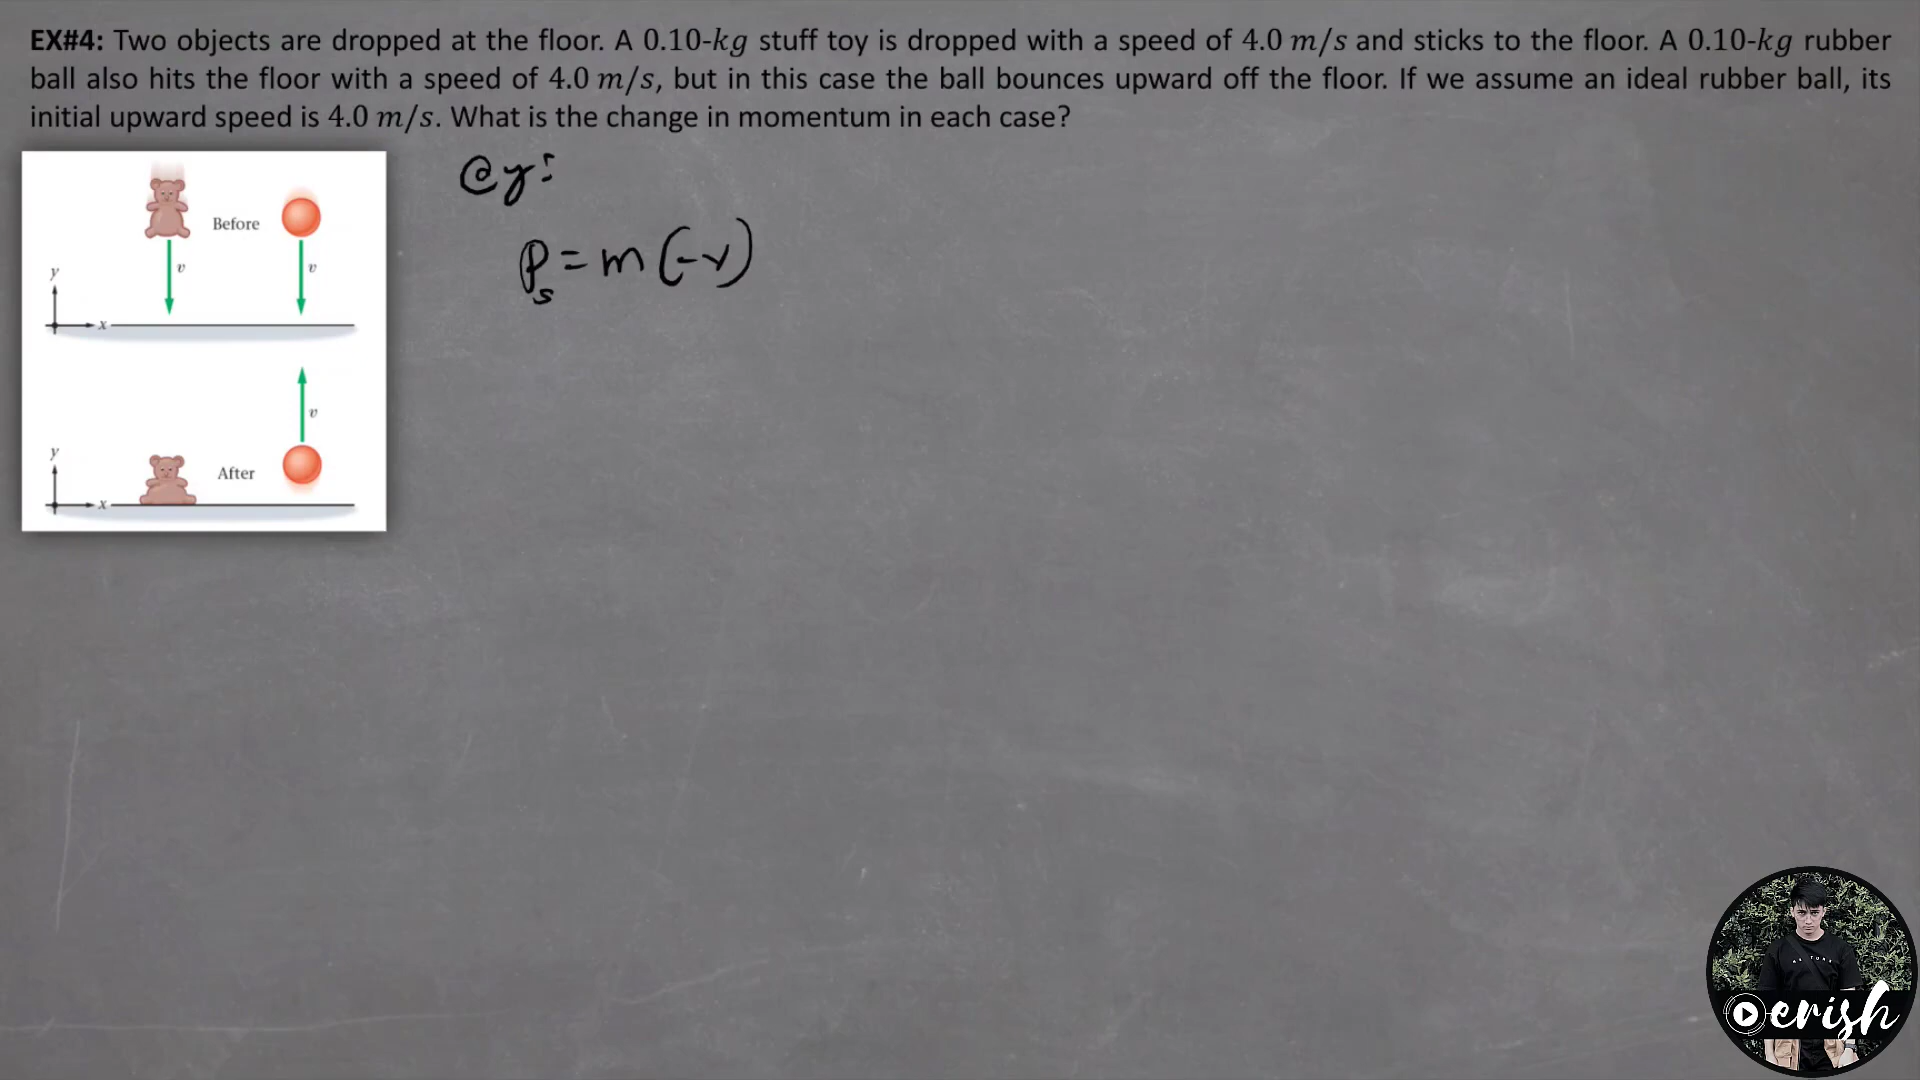 EX#4: Two objects are dropped at the floor. A 0.10-kg stuff toy is dropped with a speed of 4.0 m/s and sticks to the floor. A 0.10-kg rubber
ball also hits the floor with a speed of 4.0 m/s, but in this case the ball bounces upward off the floor. If we assume an ideal rubber ball, its
initial upward speed is 4.0 m/s. What is the change in momentum in each case?
@y:
Before
P_s = m(-v)
v v
y
x
v
y
After
x
erish